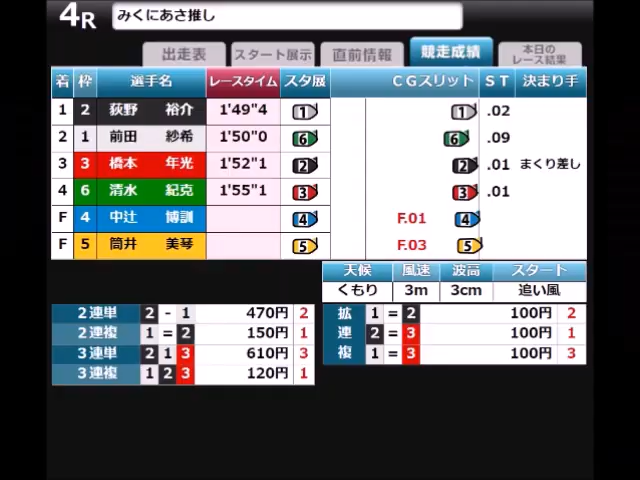 4R みくにあさ推し
出走表 スタート展示 直前情報 競走成績 本日の
レース結果
着 枠 選手名 レースタイム スタ展 CGスリット ST 決まり手
1 2 荻野 裕介 1'49"4 1 1 .02
2 1 前田 紗希 1'50"0 6 6 .09
3 3 橋本 年光 1'52"1 2 2 .01 まくり差し
4 6 清水 紀克 1'55"1 3 3 .01
F 4 中辻 博訓 4 F.01 4
F 5 筒井 美琴 5 F.03 5
天候 風速 波高 スタート
くもり 3m 3cm 追い風
2連単 2 - 1 470円 2
2連複 1 = 2 150円 1
3連単 2 1 3 610円 3
3連複 1 2 3 120円 1
拡 1 = 2 100円 2
連 2 = 3 100円 1
複 1 = 3 100円 3